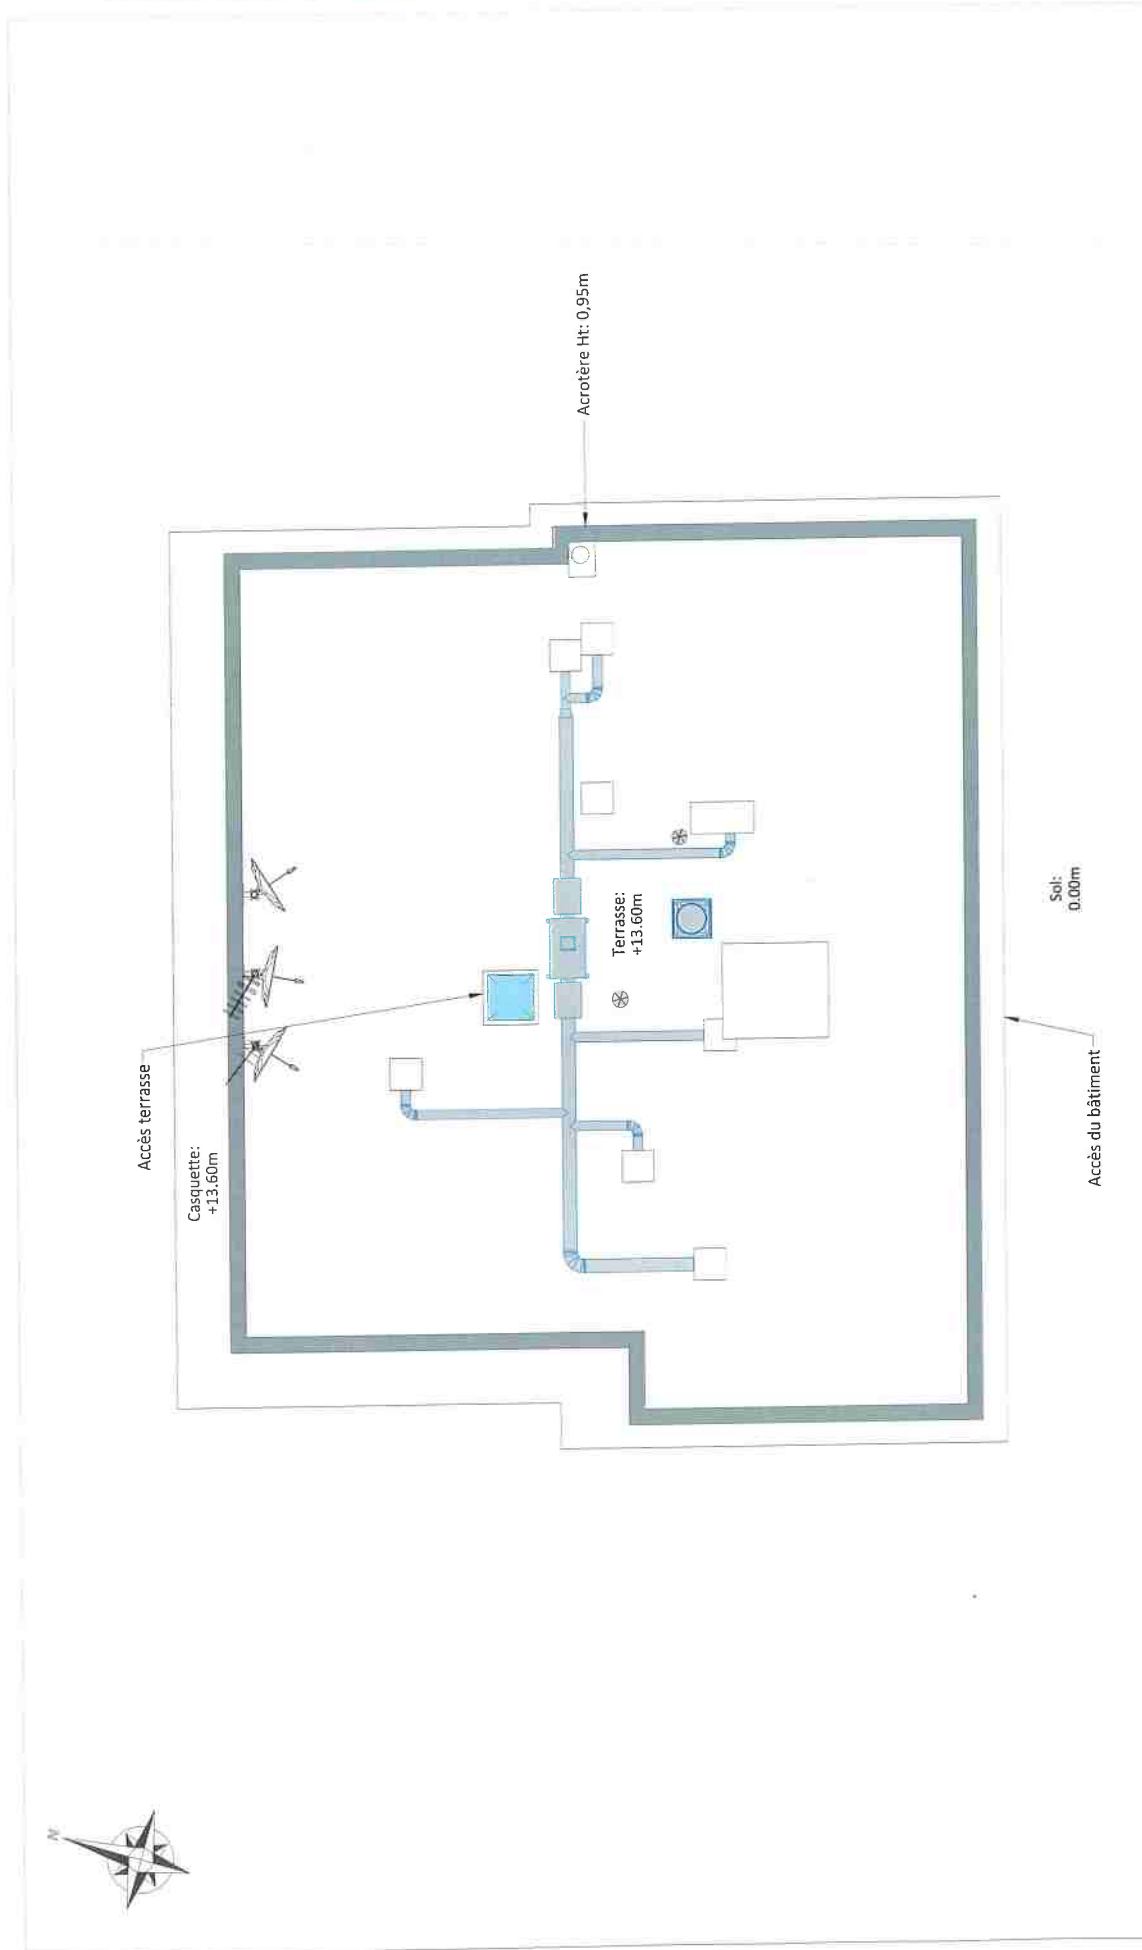 Acrotère Ht: 0,95m
Accès terrasse
Casquette:
+13.60m
Terrasse:
+13.60m
Sol:
0.00m
Accès du bâtiment
N